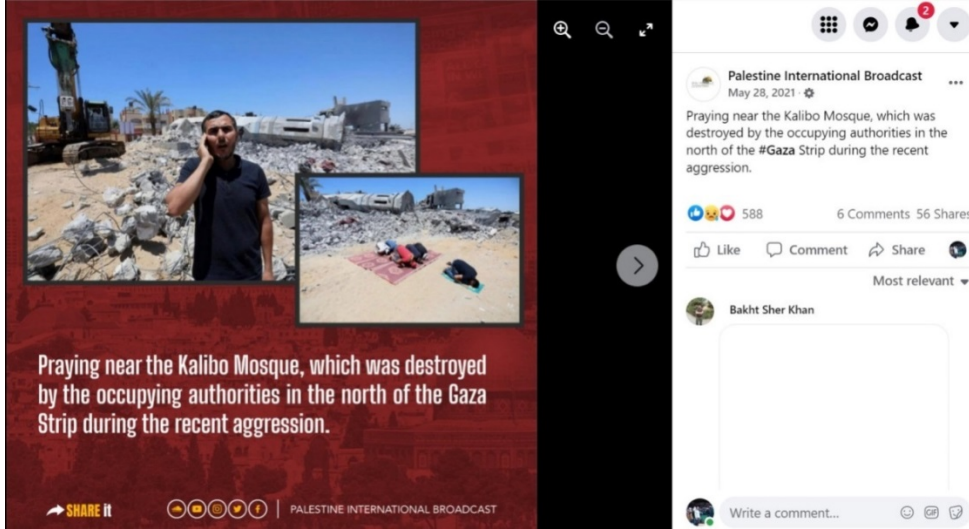 Praying near the Kalibo Mosque, which was destroyed
by the occupying authorities in the north of the Gaza
Strip during the recent aggression.
SHARE it
PALESTINE INTERNATIONAL BROADCAST
2
Palestine International Broadcast
May 28, 2021 ·
Praying near the Kalibo Mosque, which was
destroyed by the occupying authorities in the
north of the #Gaza Strip during the recent
aggression.
588
6 Comments 56 Shares
Like
Comment
Share
Most relevant
Bakht Sher Khan
Write a comment...
GIF